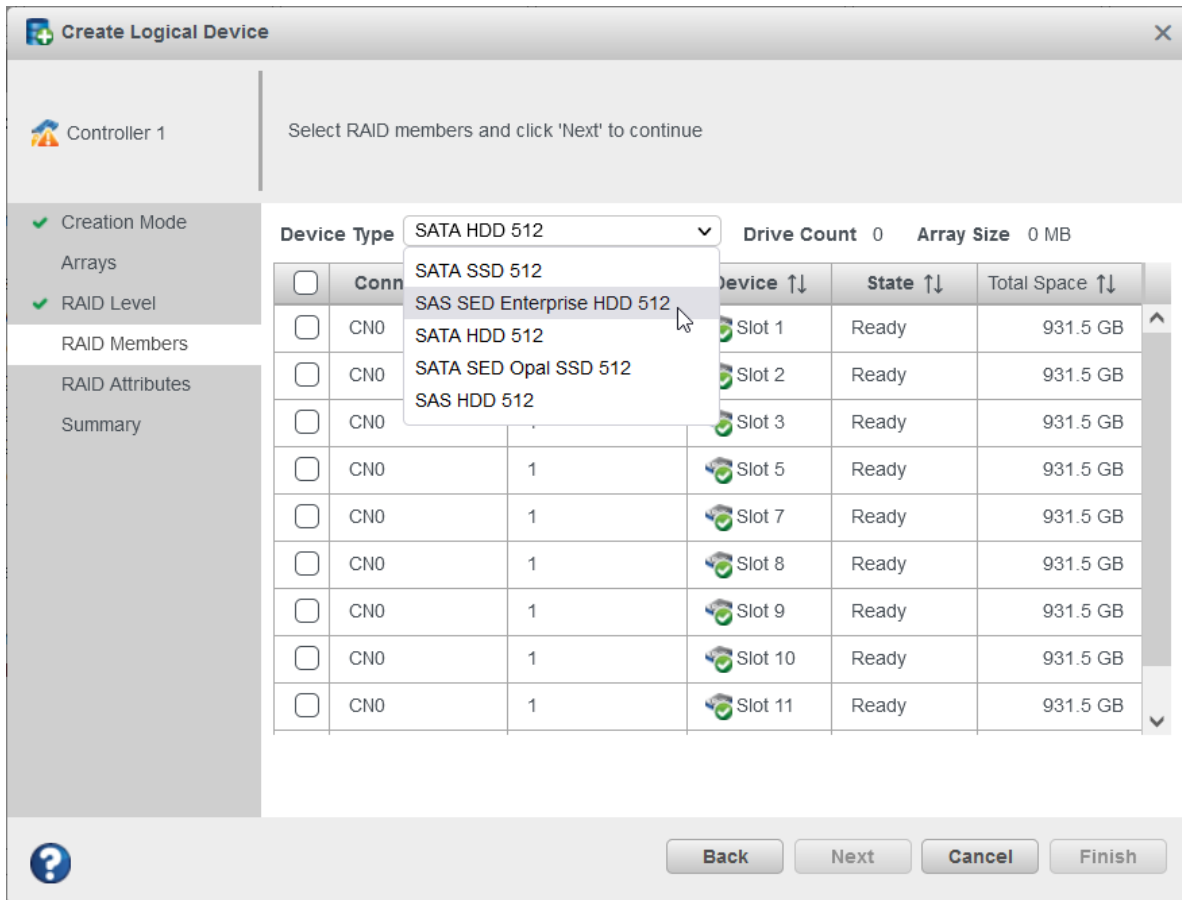 Create Logical Device
Controller 1
Select RAID members and click 'Next' to continue
Creation Mode
Arrays
RAID Level
RAID Members
RAID Attributes
Summary
Device Type SATA HDD 512 Drive Count 0 Array Size 0 MB
SATA SSD 512
SAS SED Enterprise HDD 512
SATA HDD 512
SATA SED Opal SSD 512
SAS HDD 512
Conn Device State Total Space
CN0 Slot 1 Ready 931.5 GB
CN0 Slot 2 Ready 931.5 GB
CN0 Slot 3 Ready 931.5 GB
CN0 1 Slot 5 Ready 931.5 GB
CN0 1 Slot 7 Ready 931.5 GB
CN0 1 Slot 8 Ready 931.5 GB
CN0 1 Slot 9 Ready 931.5 GB
CN0 1 Slot 10 Ready 931.5 GB
CN0 1 Slot 11 Ready 931.5 GB
Back Next Cancel Finish